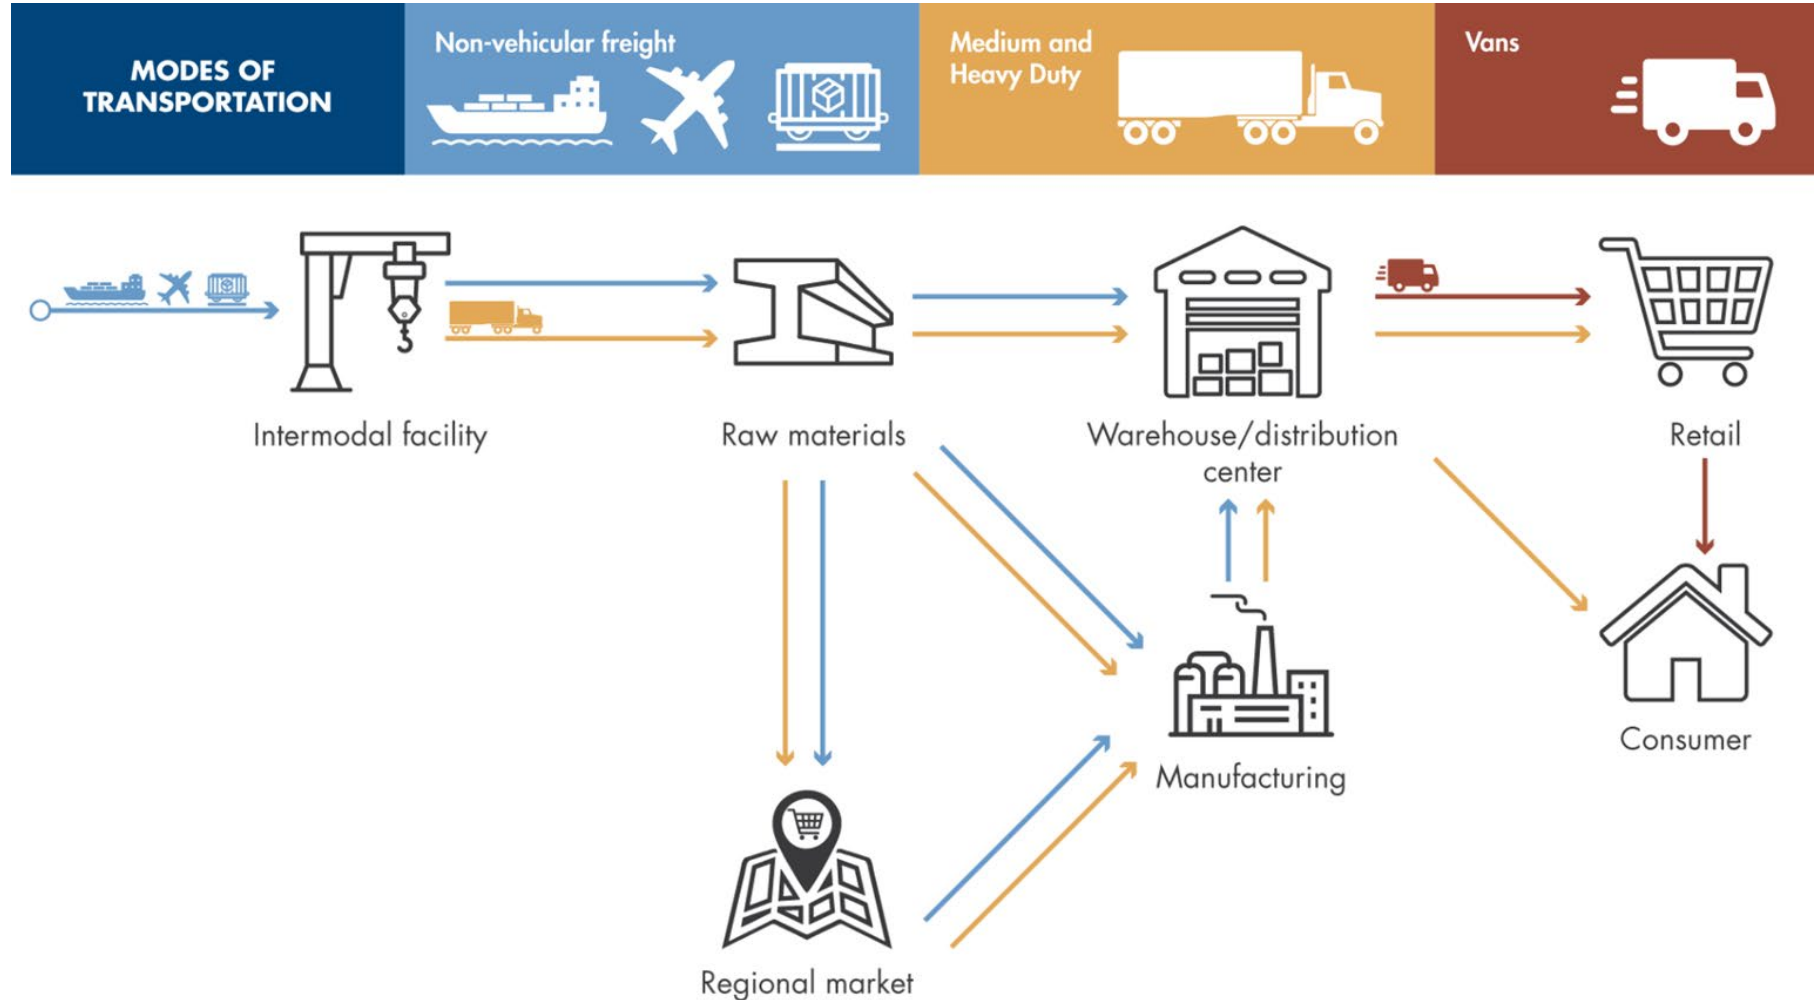 MODES OF
TRANSPORTATION
Non-vehicular freight
Medium and
Heavy Duty
Vans
Intermodal facility
Raw materials
Warehouse/distribution
center
Retail
Consumer
Manufacturing
Regional market